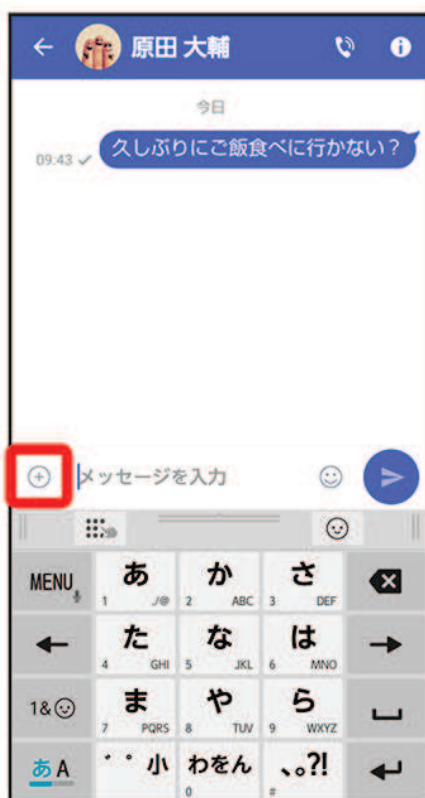 原田 大輔
今日
久しぶりにご飯食べに行かない？
09:43
メッセージを入力
MENU
あ
1 ./@
か
2 ABC
さ
3 DEF
た
4 GHI
な
5 JKL
は
6 MNO
1&
ま
7 PQRS
や
8 TUV
ら
9 WXYZ
あA
゛゜小
わをん
0
､｡?!
#